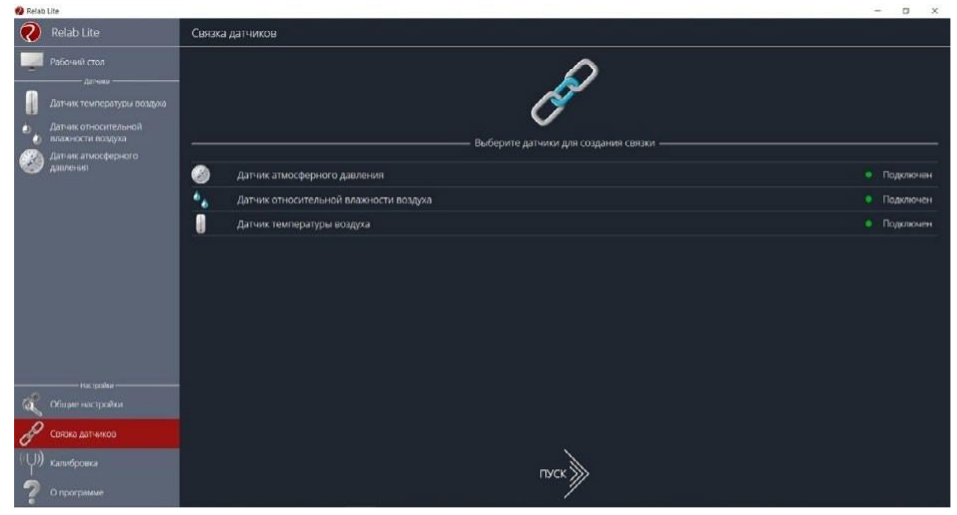 Relab Lite
Relab Lite
Связка датчиков
Рабочий стол
Датчики
Датчик температуры воздуха
Датчик относительной
влажности воздуха
Датчик атмосферного
давления
Выберите датчики для создания связки
Датчик атмосферного давления
Подключен
Датчик относительной влажности воздуха
Подключен
Датчик температуры воздуха
Подключен
Настройки
Общие настройки
Связка датчиков
Калибровка
О программе
ПУСК